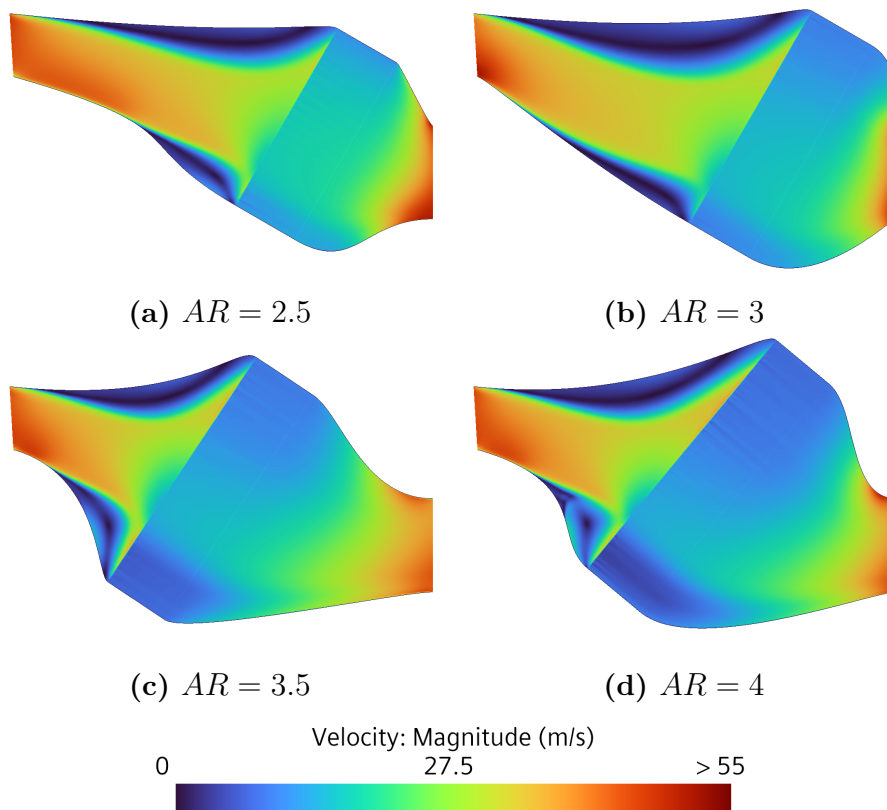 (a) AR = 2.5
(b) AR = 3
(c) AR = 3.5
(d) AR = 4
Velocity: Magnitude (m/s)
0 27.5 > 55